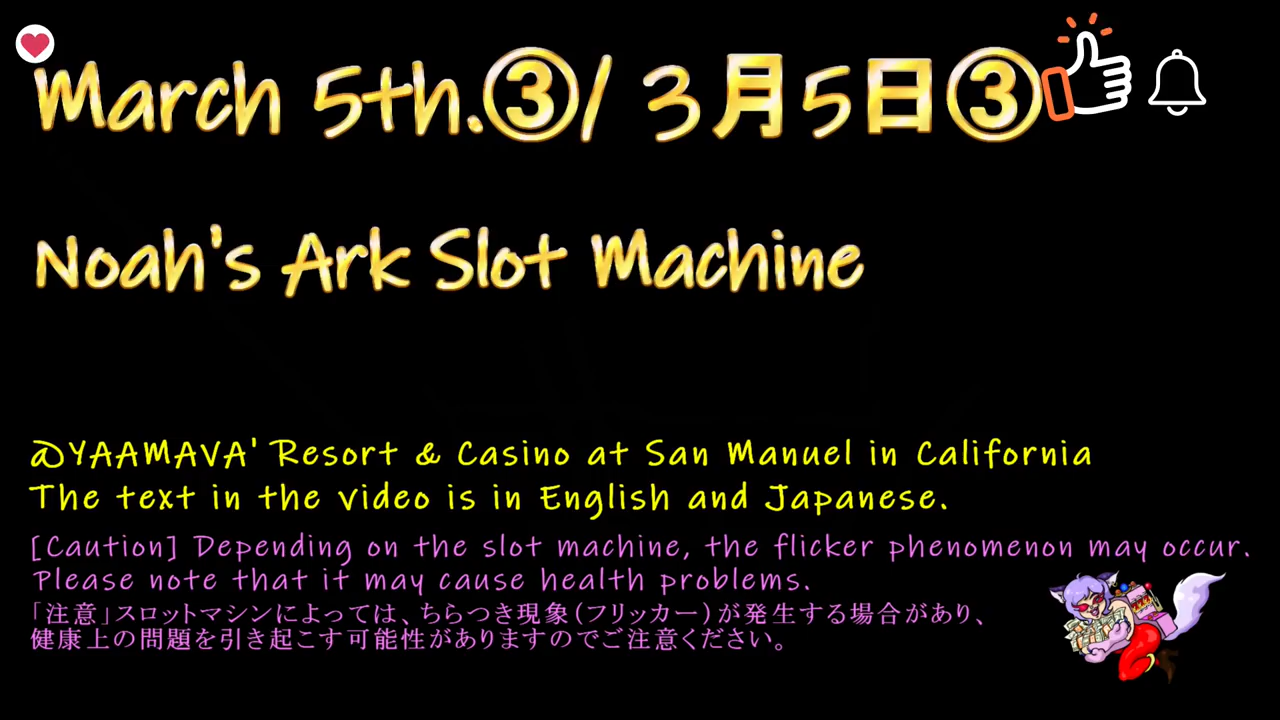 March 5th.③/ 3月5日③
Noah's Ark Slot Machine
@YAAMAVA' Resort & Casino at San Manuel in California
The text in the video is in English and Japanese.
[Caution] Depending on the slot machine, the flicker phenomenon may occur.
Please note that it may cause health problems.
「注意」スロットマシンによっては、ちらつき現象(フリッカー)が発生する場合があり、
健康上の問題を引き起こす可能性がありますのでご注意ください。